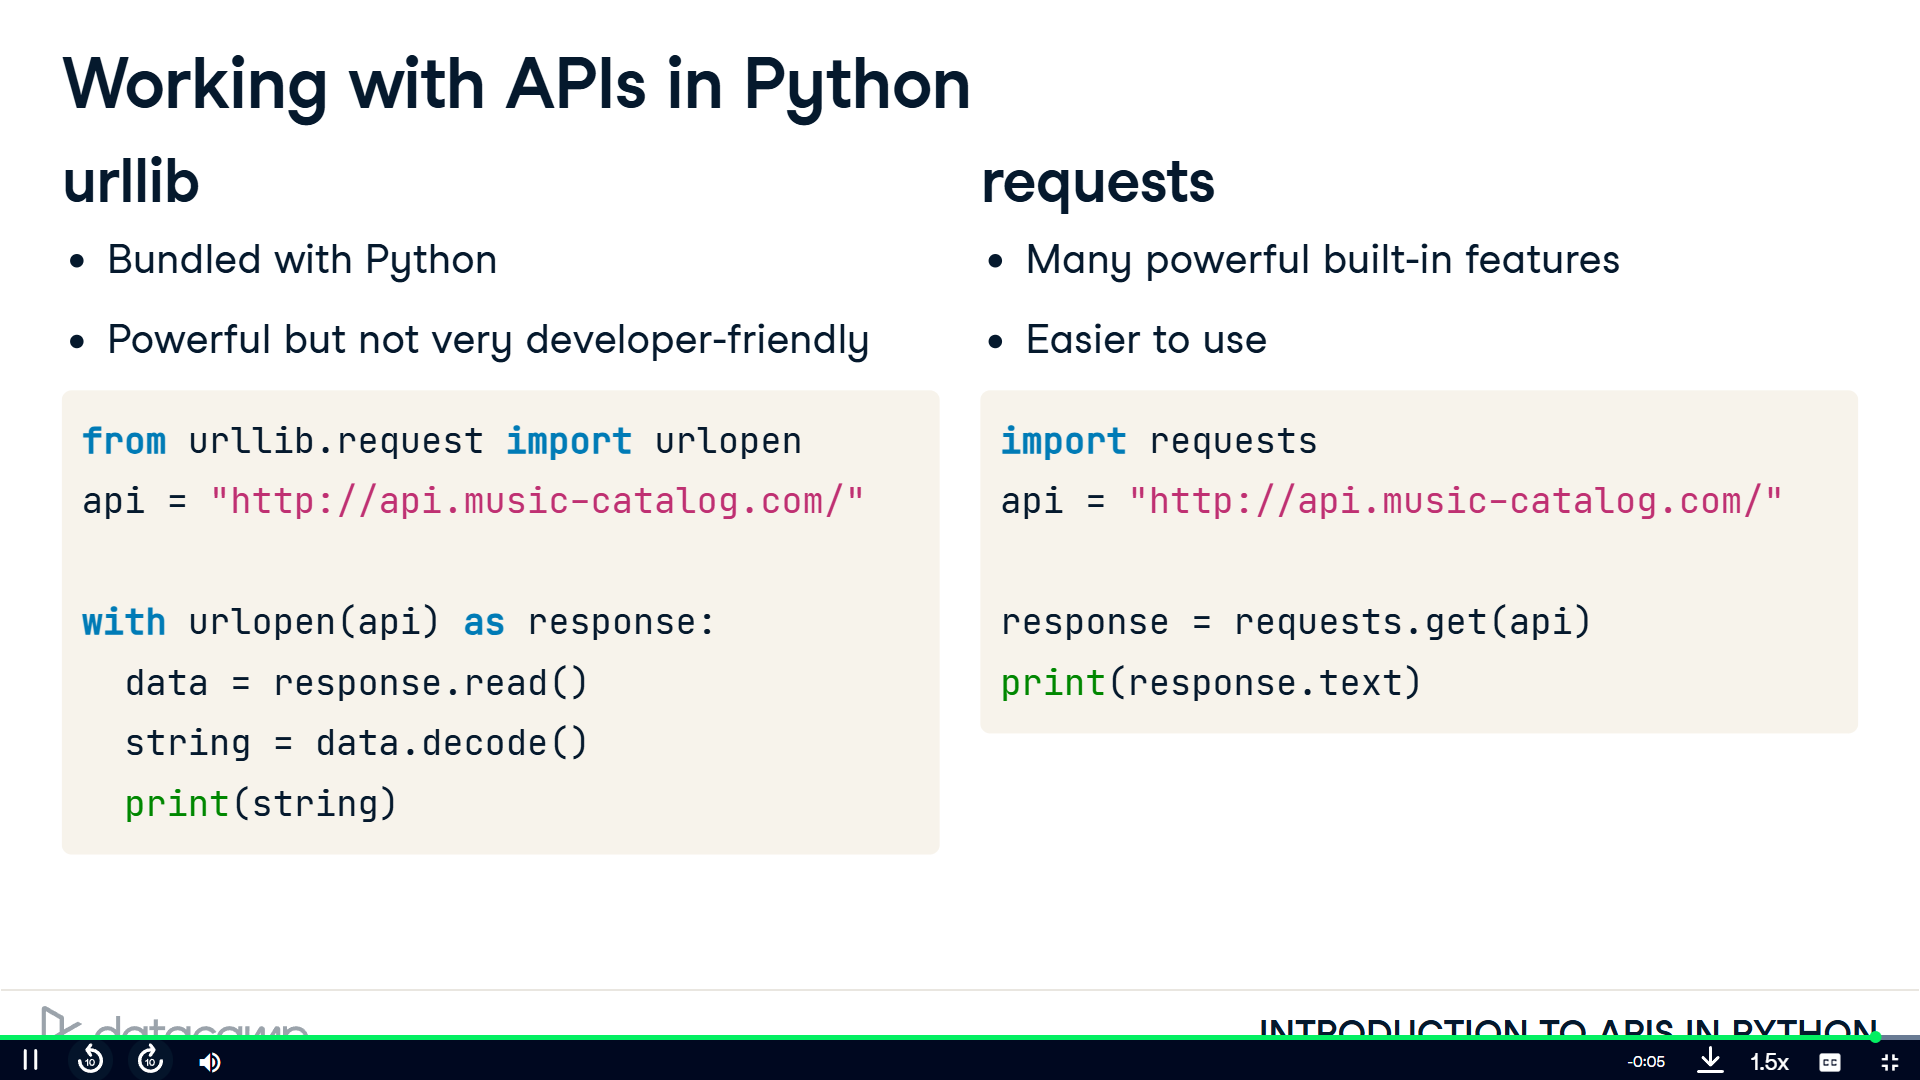 Working with APIs in Python
urllib
• Bundled with Python
• Powerful but not very developer-friendly
from urllib.request import urlopen
api = "http://api.music-catalog.com/"
with urlopen(api) as response:
  data = response.read()
  string = data.decode()
  print(string)
requests
• Many powerful built-in features
• Easier to use
import requests
api = "http://api.music-catalog.com/"
response = requests.get(api)
print(response.text)
datacamp
INTRODUCTION TO APIS IN PYTHON
10
10
-0:05
1.5x
CC